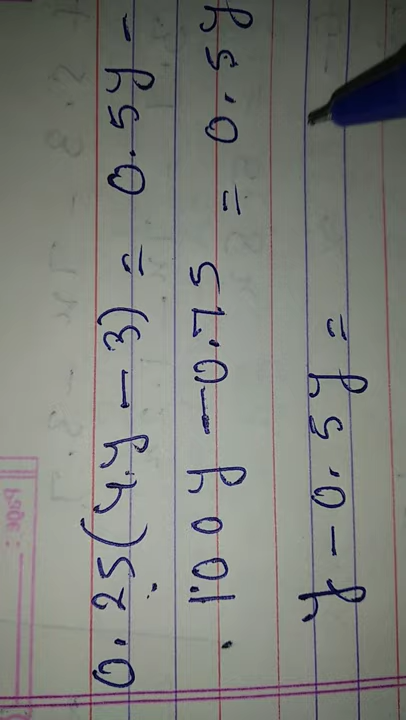 0.25(4y - 3) = 0.5y -
1.00y - 0.75 = 0.5y
y - 0.5y =